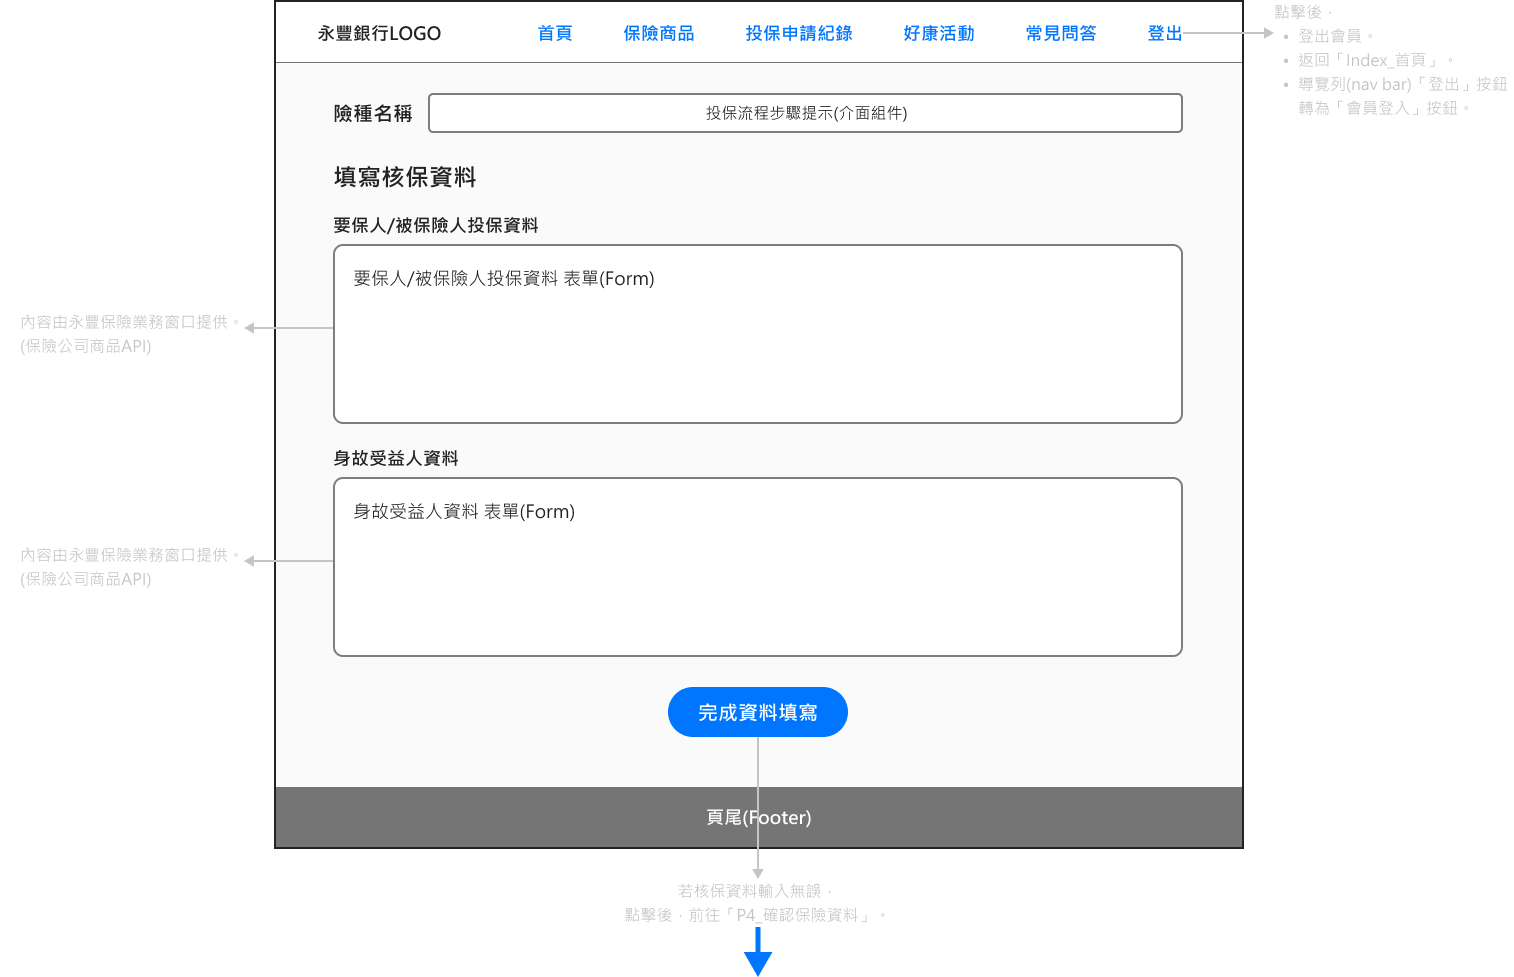 永豐銀行LOGO
首頁
保險商品
投保申請紀錄
好康活動
常見問答
登出
點擊後，
• 登出會員。
• 返回「Index_首頁」。
• 導覽列(nav bar)「登出」按鈕
轉為「會員登入」按鈕。
險種名稱
投保流程步驟提示(介面組件)
填寫核保資料
要保人/被保險人投保資料
要保人/被保險人投保資料 表單(Form)
內容由永豐保險業務窗口提供。
(保險公司商品API)
身故受益人資料
身故受益人資料 表單(Form)
內容由永豐保險業務窗口提供。
(保險公司商品API)
完成資料填寫
頁尾(Footer)
若核保資料輸入無誤，
點擊後，前往「P4_確認保險資料」。